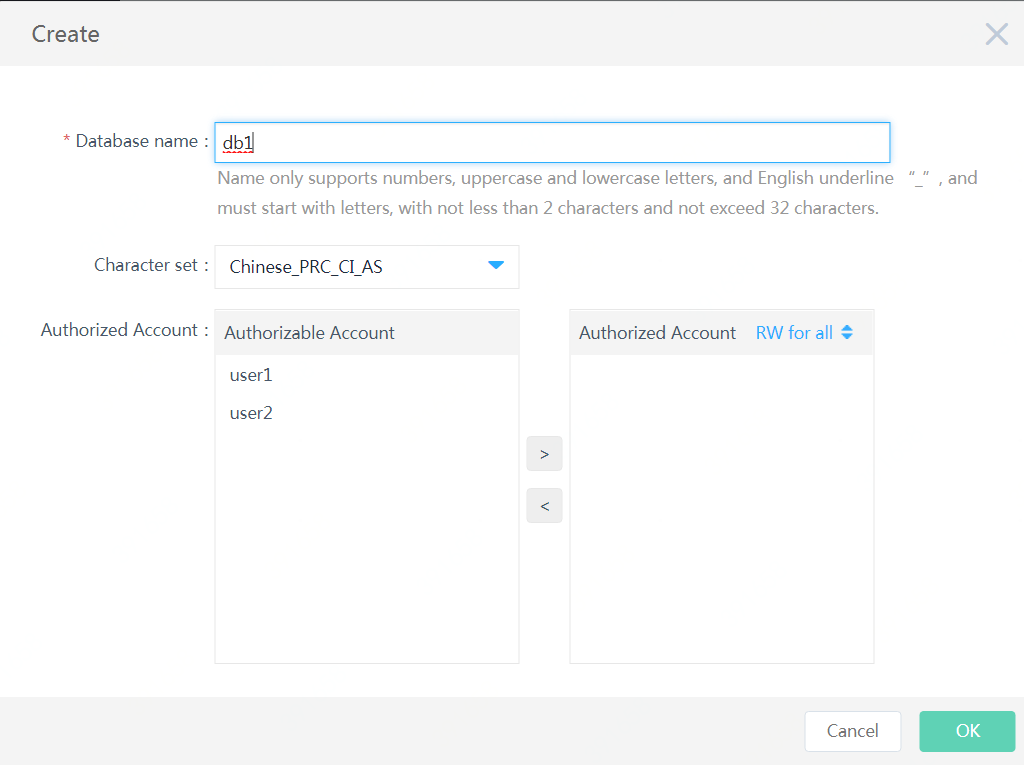 Create
* Database name : db1
Name only supports numbers, uppercase and lowercase letters, and English underline “_” , and
must start with letters, with not less than 2 characters and not exceed 32 characters.
Character set : Chinese_PRC_CI_AS
Authorized Account : Authorizable Account Authorized Account RW for all
user1
user2
>
<
Cancel OK